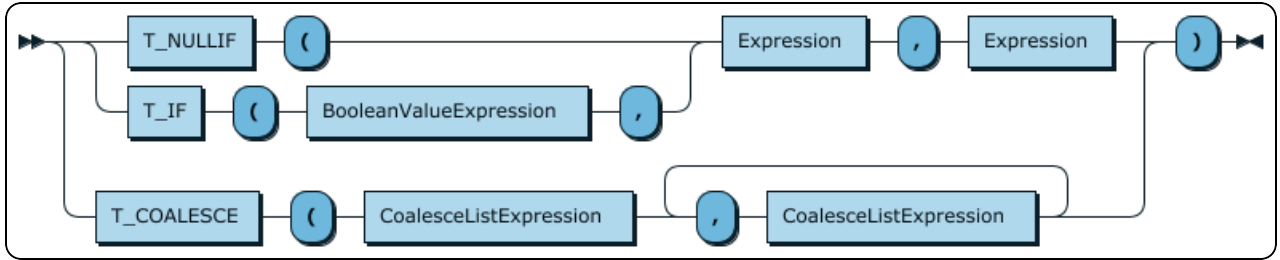 T_NULLIF ( Expression , Expression )
T_IF ( BooleanValueExpression ,
T_COALESCE ( CoalesceListExpression , CoalesceListExpression